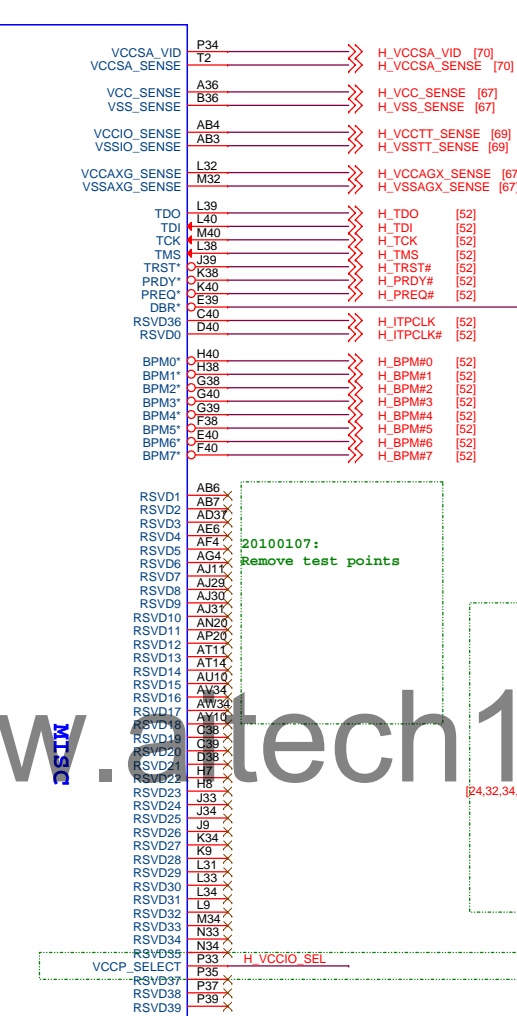 VCCSA_VID P34 H_VCCSA_VID [70]
VCCSA_SENSE T2 H_VCCSA_SENSE [70]
VCC_SENSE A36 H_VCC_SENSE [67]
VSS_SENSE B36 H_VSS_SENSE [67]
VCCIO_SENSE AB4 H_VCCTT_SENSE [69]
VSSIO_SENSE AB3 H_VSSTT_SENSE [69]
VCCAXG_SENSE L32 H_VCCAGX_SENSE [67
VSSAXG_SENSE M32 H_VSSAGX_SENSE [67
TDO L39 H_TDO [52]
TDI L40 H_TDI [52]
TCK M40 H_TCK [52]
TMS L38 H_TMS [52]
TRST* J39 H_TRST# [52]
PRDY* K38 H_PRDY# [52]
PREQ* K40 H_PREQ# [52]
DBR* E39
RSVD36 C40 H_ITPCLK [52]
RSVD0 D40 H_ITPCLK# [52]
BPM0* H40 H_BPM#0 [52]
BPM1* H38 H_BPM#1 [52]
BPM2* G38 H_BPM#2 [52]
BPM3* G40 H_BPM#3 [52]
BPM4* G39 H_BPM#4 [52]
BPM5* F38 H_BPM#5 [52]
BPM6* E40 H_BPM#6 [52]
BPM7* F40 H_BPM#7 [52]
RSVD1 AB6
RSVD2 AB7
RSVD3 AD37
RSVD4 AE6
RSVD5 AF4
RSVD6 AG4
RSVD7 AJ11
RSVD8 AJ29
RSVD9 AJ30
RSVD10 AJ31
RSVD11 AN20
RSVD12 AP20
RSVD13 AT11
RSVD14 AT14
RSVD15 AU10
RSVD16 AV34
RSVD17 AW34
RSVD18 AY10
RSVD19 C38
RSVD20 C39
RSVD21 D38
RSVD22 H7
RSVD23 H8
RSVD24 J33
RSVD25 J34
RSVD26 J9
RSVD27 K34
RSVD28 K9
RSVD29 L31
RSVD30 L33
RSVD31 L34
RSVD32 L9
RSVD33 M34
RSVD34 N33
RSVD35 N34
VCCP_SELECT P33 H_VCCIO_SEL
RSVD37 P35
RSVD38 P37
RSVD39 P39
20100107:
Remove test points
MISC
[24,32,34,
w.aitech1